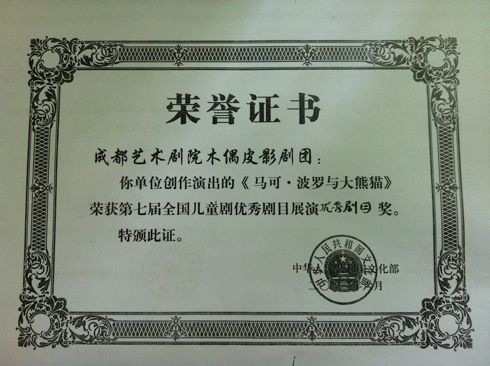 荣誉证书
成都艺术剧院木偶皮影剧团：
你单位创作演出的《马可·波罗与大熊猫》
荣获第七届全国儿童剧优秀剧目展演优秀剧目奖。
特颁此证。
中华人民共和国文化部